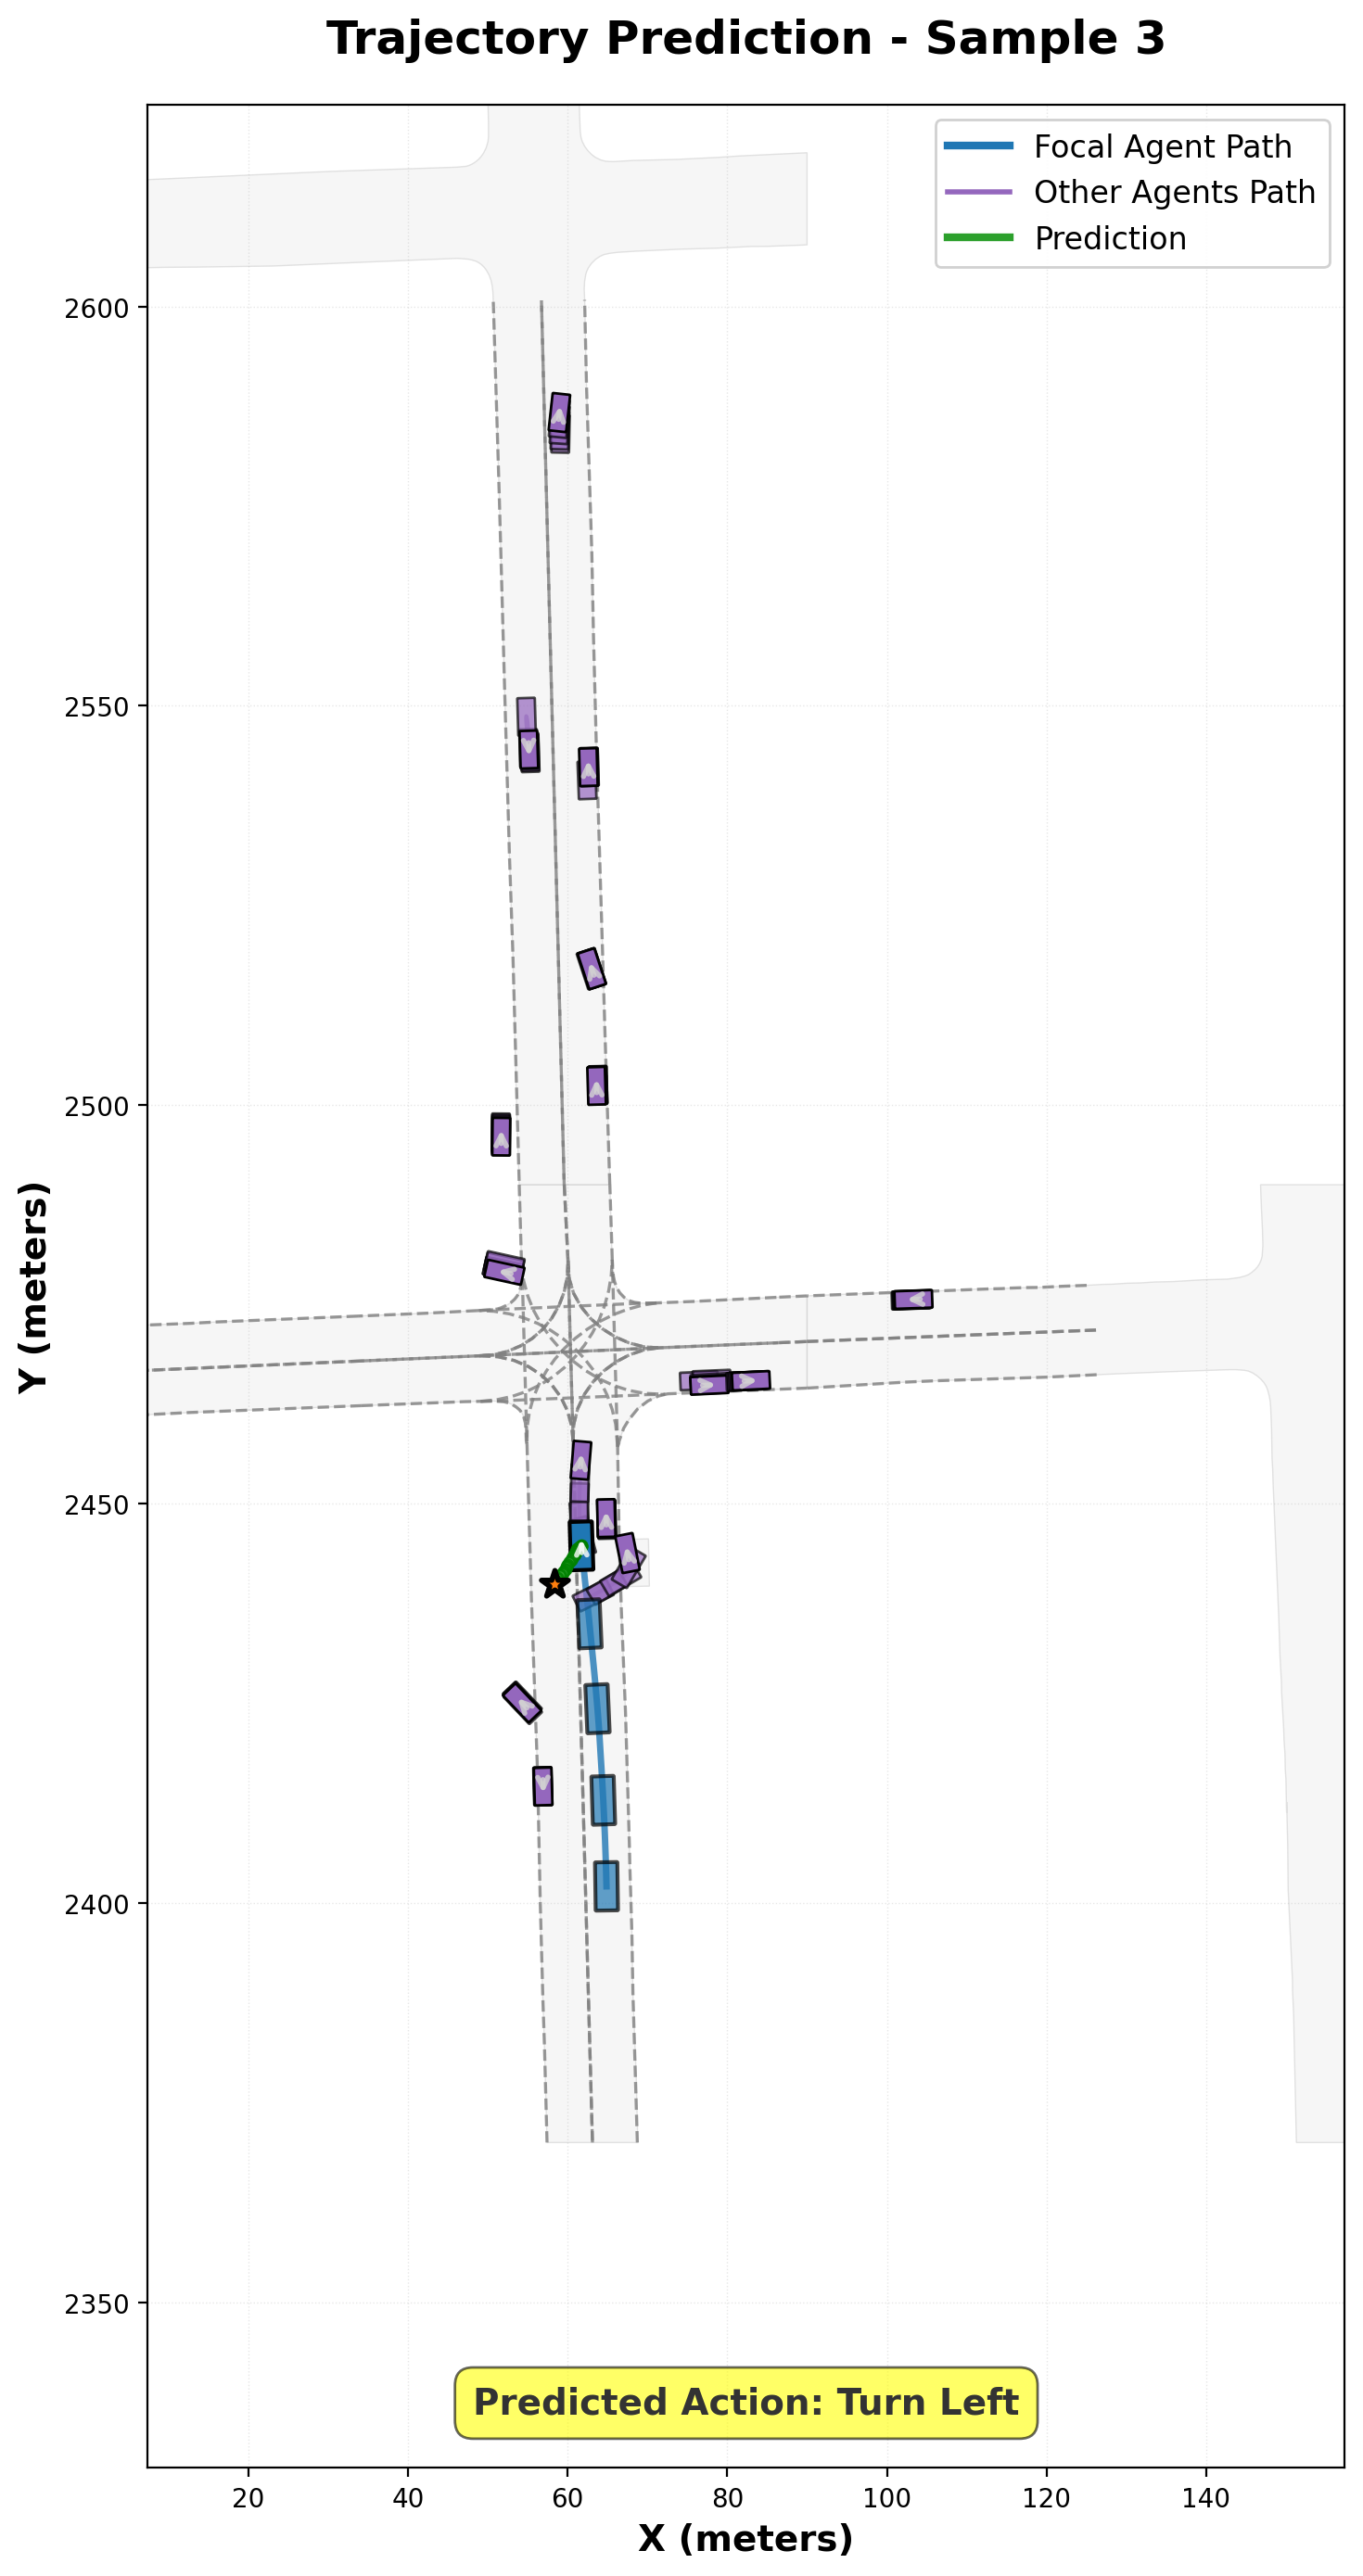 Trajectory Prediction - Sample 3
Focal Agent Path
Other Agents Path
Prediction
2600
2550
2500
2450
2400
2350
Y (meters)
Predicted Action: Turn Left
20 40 60 80 100 120 140
X (meters)